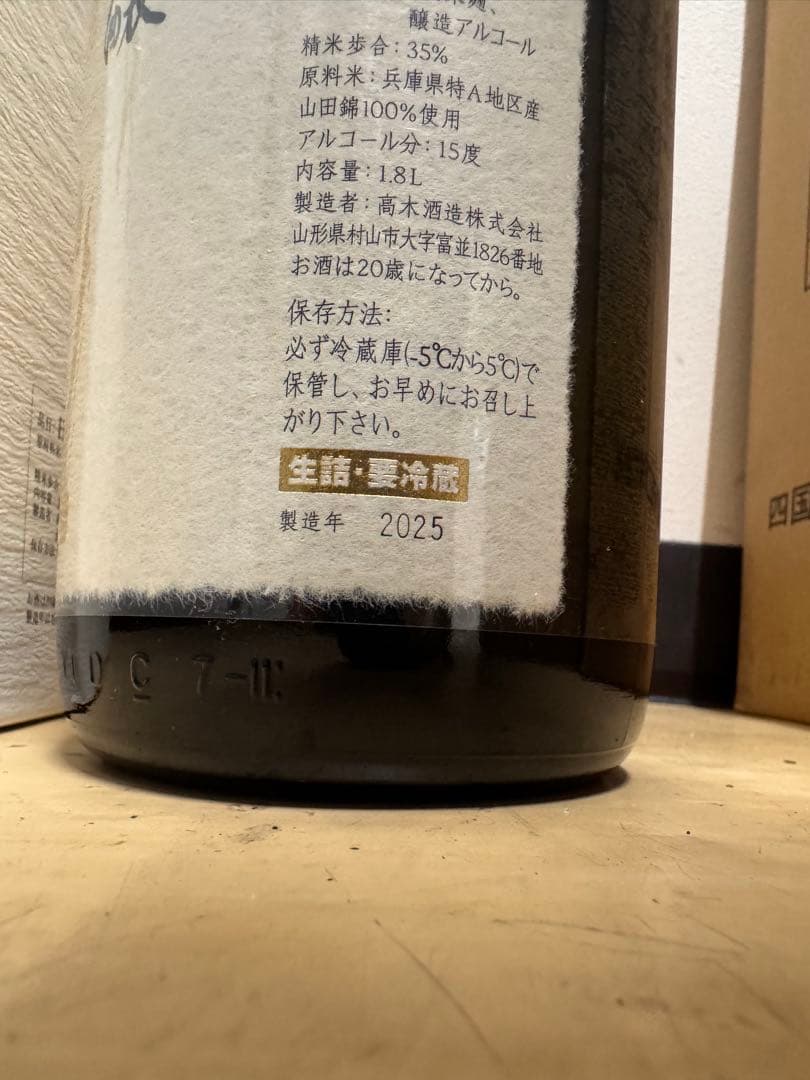 醸造アルコール
精米歩合：35%
原料米：兵庫県特A地区産
山田錦100%使用
アルコール分：15度
内容量：1.8L
製造者：高木酒造株式会社
山形県村山市大字富並1826番地
お酒は20歳になってから。
保存方法：
必ず冷蔵庫(-5℃から5℃)で
保管し、お早めにお召し上
がり下さい。
生詰・要冷蔵
製造年 2025
7-11
四国